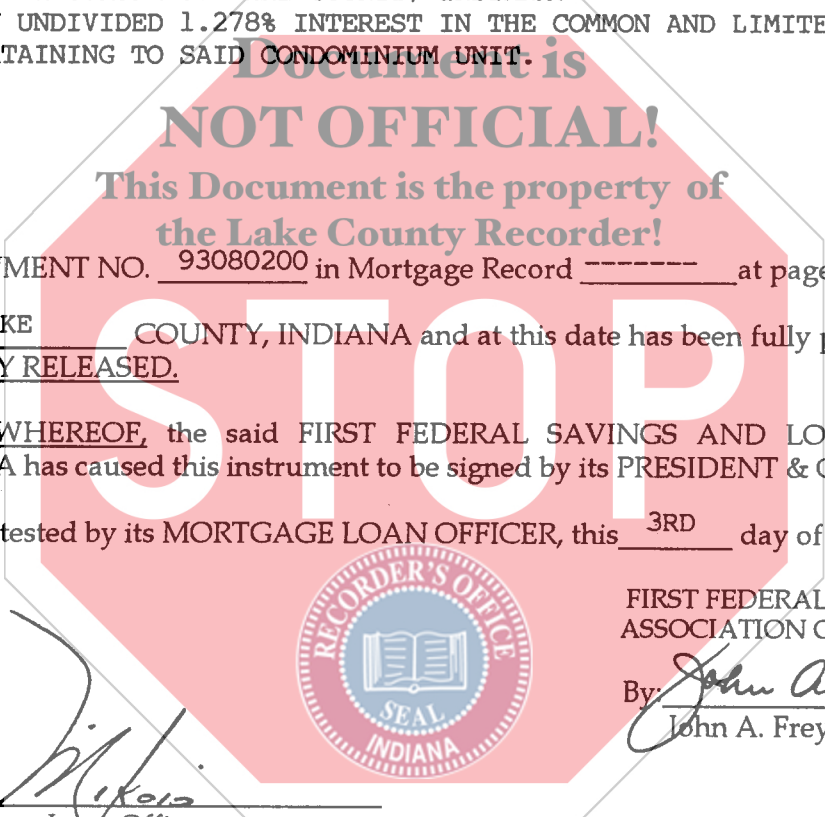 UNDIVIDED 1.278% INTEREST IN THE COMMON AND LIMITE
TAINING TO SAID CONDOMINIUM UNIT.
Document is
NOT OFFICIAL!
This Document is the property of
the Lake County Recorder!
MENT NO. 93080200 in Mortgage Record ------- at page
KE COUNTY, INDIANA and at this date has been fully p
Y RELEASED.
STOP
WHEREOF, the said FIRST FEDERAL SAVINGS AND LO
A has caused this instrument to be signed by its PRESIDENT & C
tested by its MORTGAGE LOAN OFFICER, this 3RD day of
RECORDER'S OFFICE
SEAL
INDIANA
FIRST FEDERAL
ASSOCIATION O
By: John A.
John A. Frey